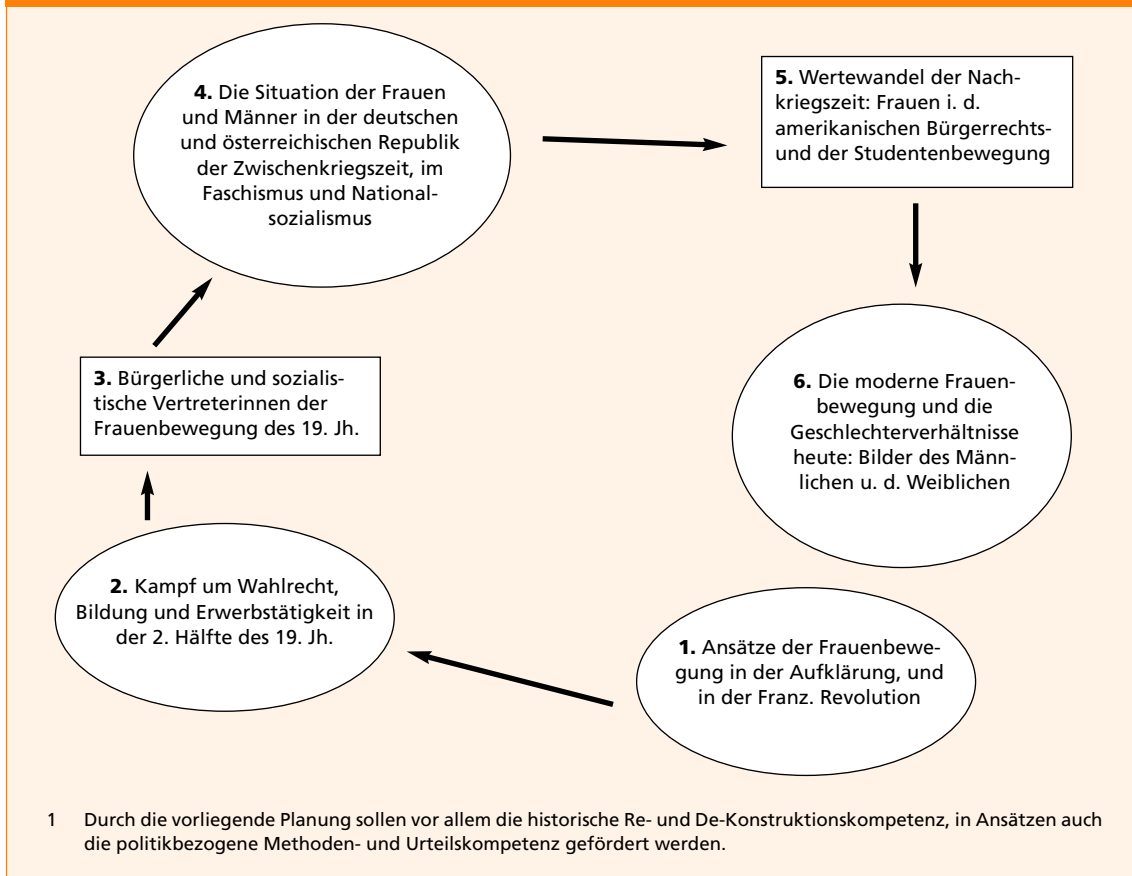 4. Die Situation der Frauen
und Männer in der deutschen
und österreichischen Republik
der Zwischenkriegszeit, im
Faschismus und National-
sozialismus
5. Wertewandel der Nach-
kriegszeit: Frauen i. d.
amerikanischen Bürgerrechts-
und der Studentenbewegung
3. Bürgerliche und sozialis-
tische Vertreterinnen der
Frauenbewegung des 19. Jh.
6. Die moderne Frauen-
bewegung und die
Geschlechterverhältnisse
heute: Bilder des Männ-
lichen u. d. Weiblichen
2. Kampf um Wahlrecht,
Bildung und Erwerbstätigkeit in
der 2. Hälfte des 19. Jh.
1. Ansätze der Frauenbewe-
gung in der Aufklärung, und
in der Franz. Revolution
1 Durch die vorliegende Planung sollen vor allem die historische Re- und De-Konstruktionskompetenz, in Ansätzen auch
die politikbezogene Methoden- und Urteilskompetenz gefördert werden.